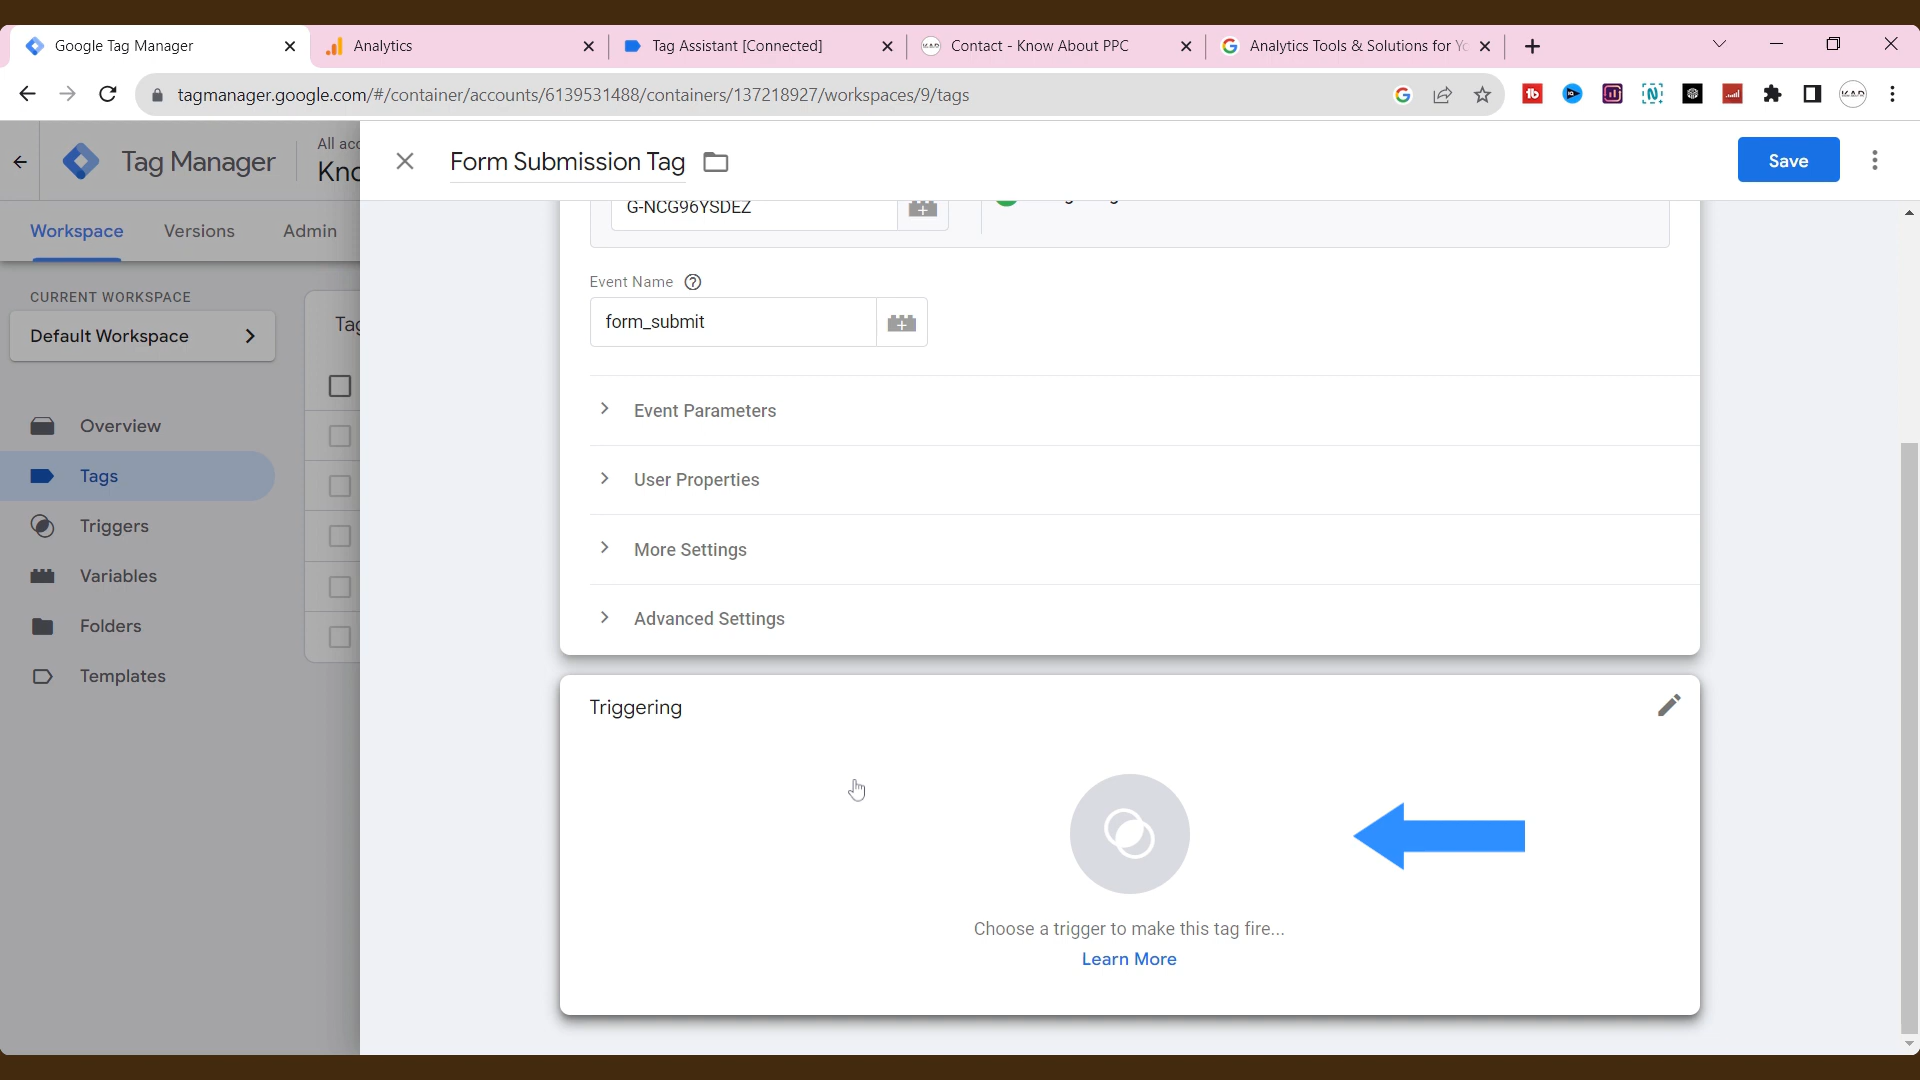 Google Tag Manager
Analytics
Tag Assistant [Connected]
Contact - Know About PPC
Analytics Tools & Solutions for Yo
tagmanager.google.com/#/container/accounts/6139531488/containers/137218927/workspaces/9/tags
Tag Manager
All acc
Kno
Form Submission Tag
Save
Workspace
Versions
Admin
G-NCG96YSDEZ
CURRENT WORKSPACE
Default Workspace
Tag
Overview
Tags
Triggers
Variables
Folders
Templates
Event Name
form_submit
Event Parameters
User Properties
More Settings
Advanced Settings
Triggering
Choose a trigger to make this tag fire...
Learn More